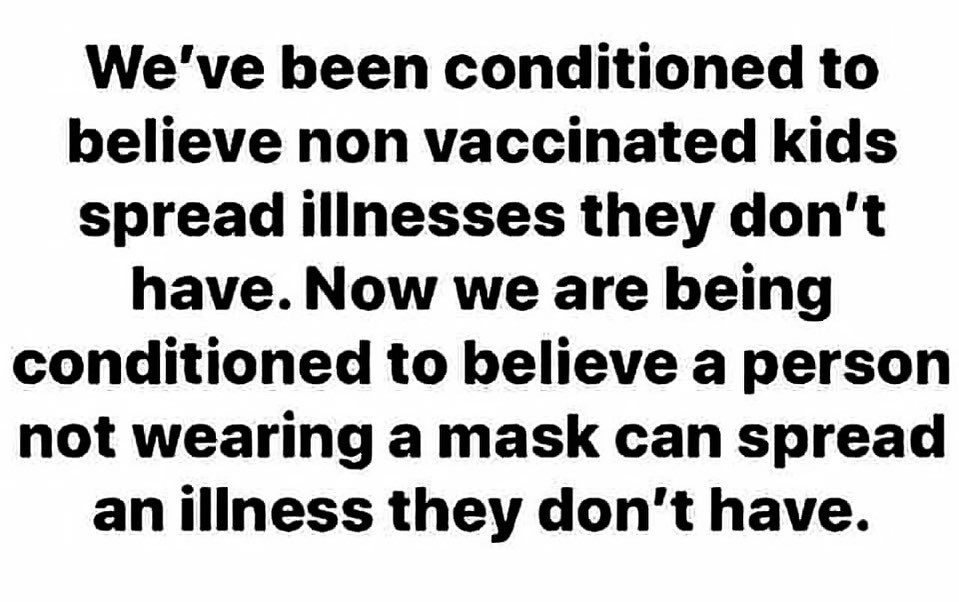 We’ve been conditioned to
believe non vaccinated kids
spread illnesses they don’t
have. Now we are being
conditioned to believe a person
not wearing a mask can spread
an illness they don’t have.